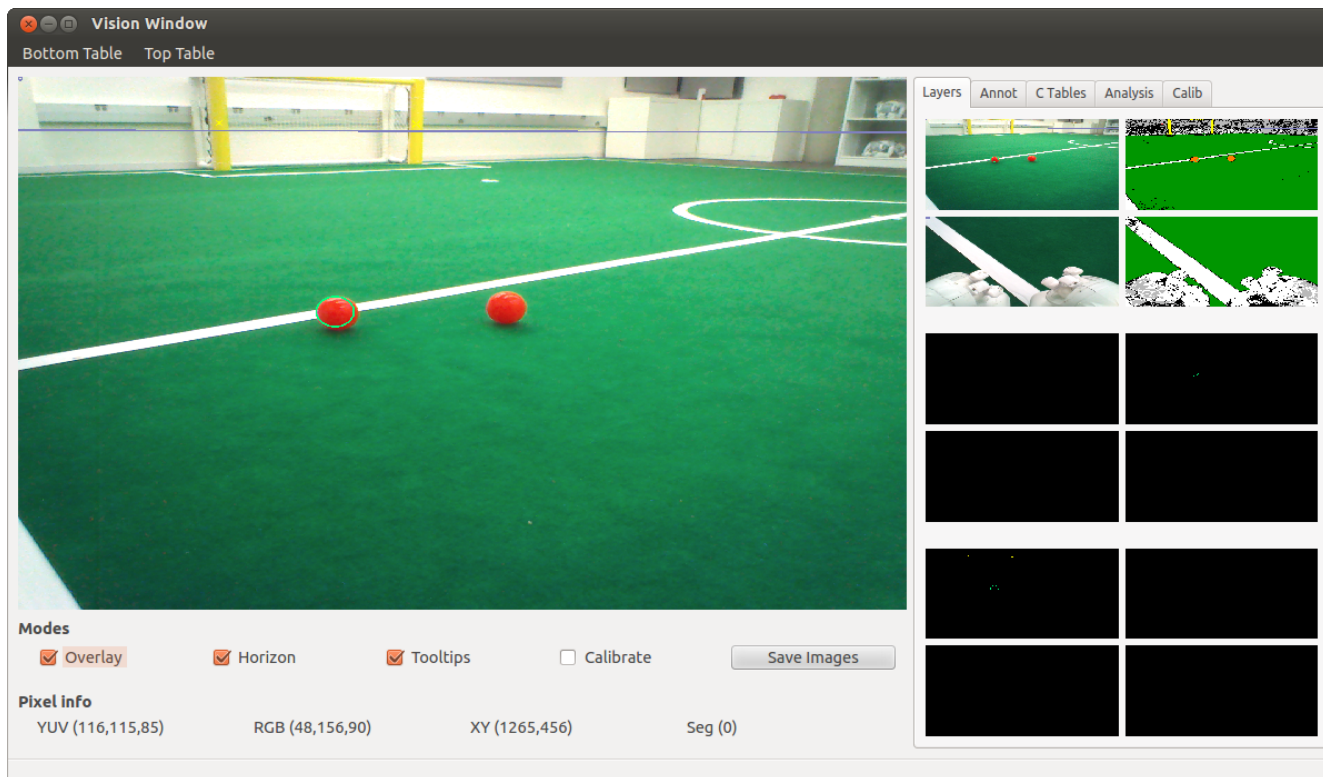 Vision Window
Bottom Table Top Table
Layers Annot C Tables Analysis Calib
Modes
Overlay Horizon Tooltips Calibrate Save Images
Pixel info
YUV (116,115,85) RGB (48,156,90) XY (1265,456) Seg (0)